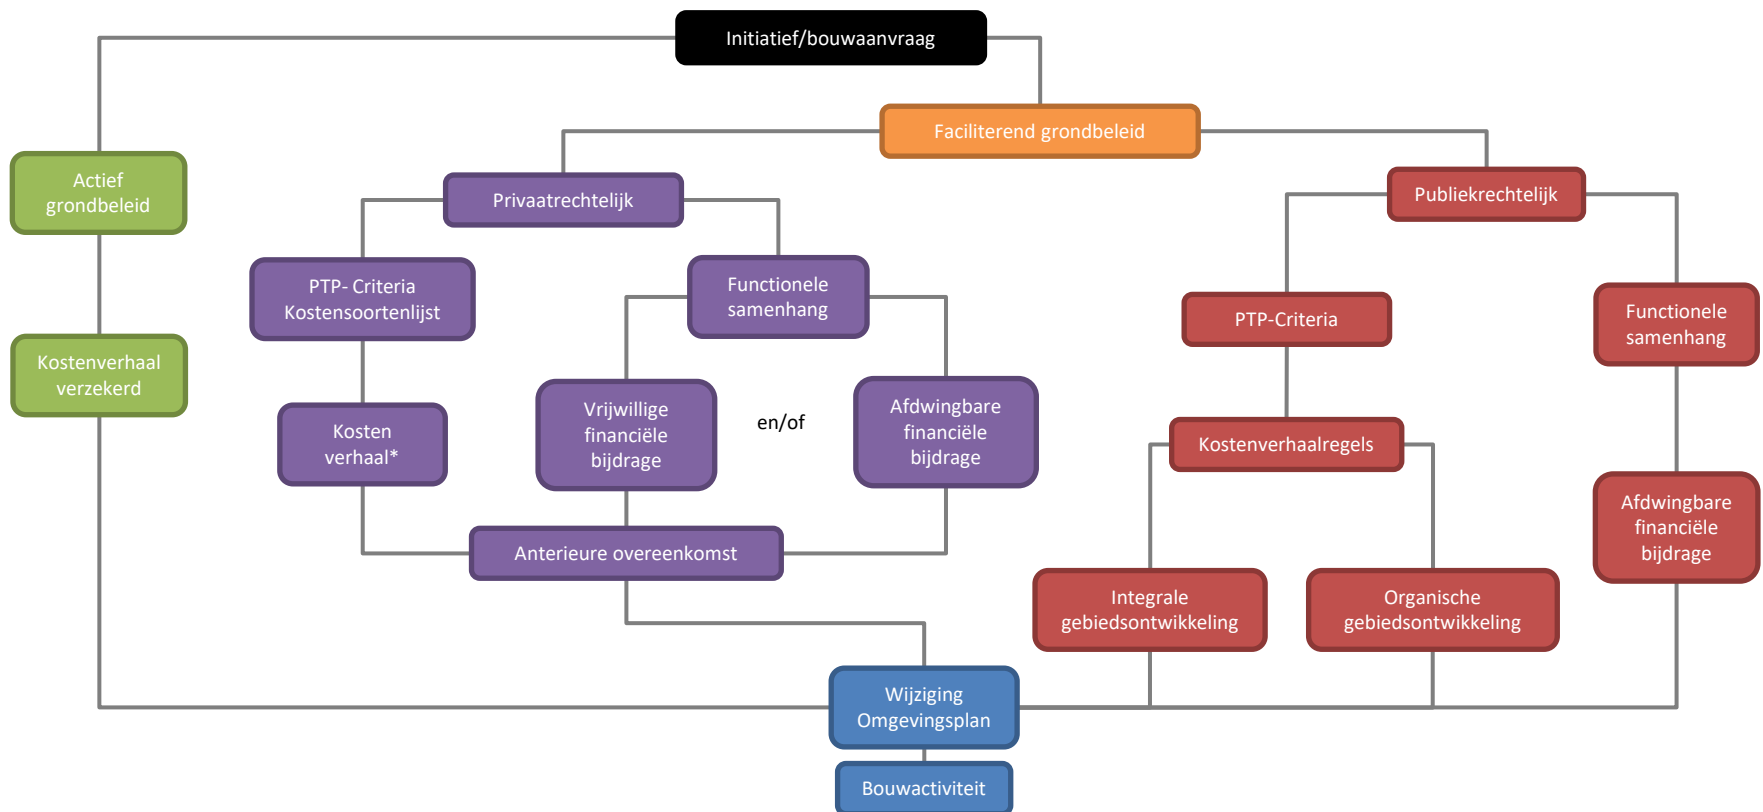 Initiatief/bouwaanvraag
Faciliterend grondbeleid
Actief
grondbeleid
Privaatrechtelijk
Publiekrechtelijk
PTP- Criteria
Kostensoortenlijst
Functionele
samenhang
PTP-Criteria
Functionele
samenhang
Kostenverhaal
verzekerd
Kosten
verhaal*
Vrijwillige
financiële
bijdrage
en/of
Afdwingbare
financiële
bijdrage
Kostenverhaalregels
Afdwingbare
financiële
bijdrage
Anterieure overeenkomst
Integrale
gebiedsontwikkeling
Organische
gebiedsontwikkeling
Wijziging
Omgevingsplan
Bouwactiviteit